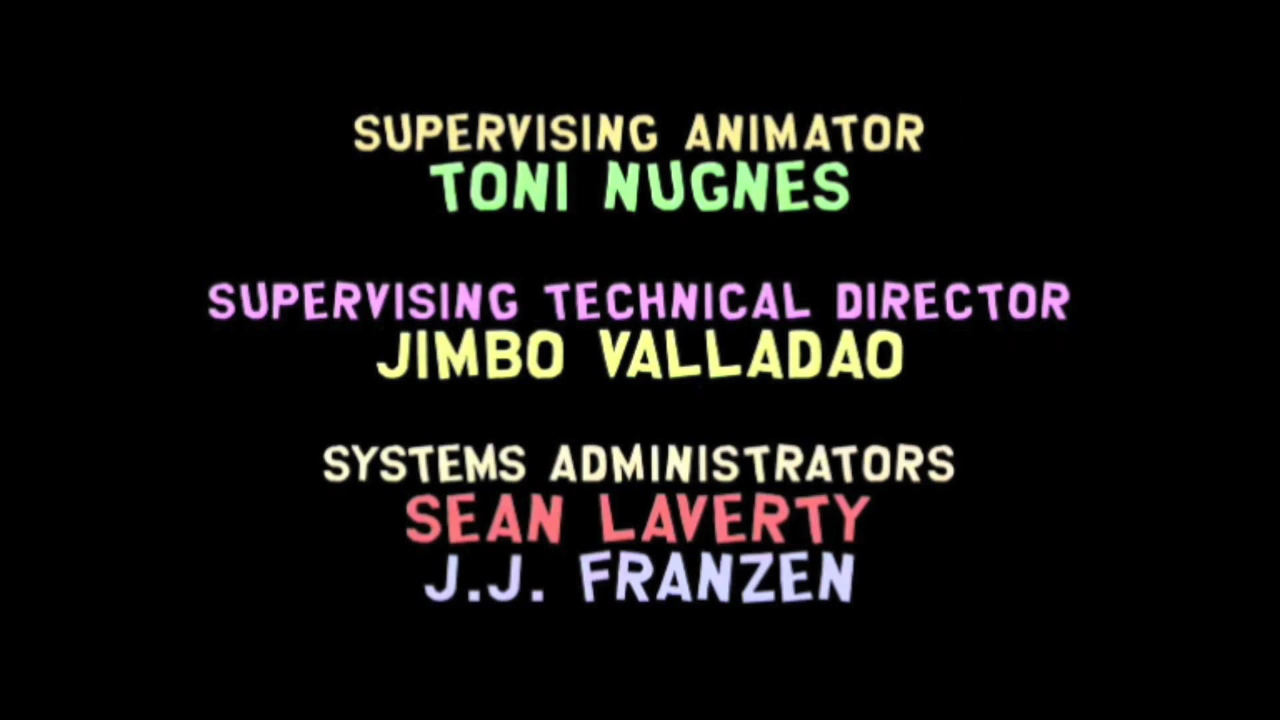 SUPERVISING ANIMATOR
TONI NUGNES
SUPERVISING TECHNICAL DIRECTOR
JIMBO VALLADAO
SYSTEMS ADMINISTRATORS
SEAN LAVERTY
J.J. FRANZEN